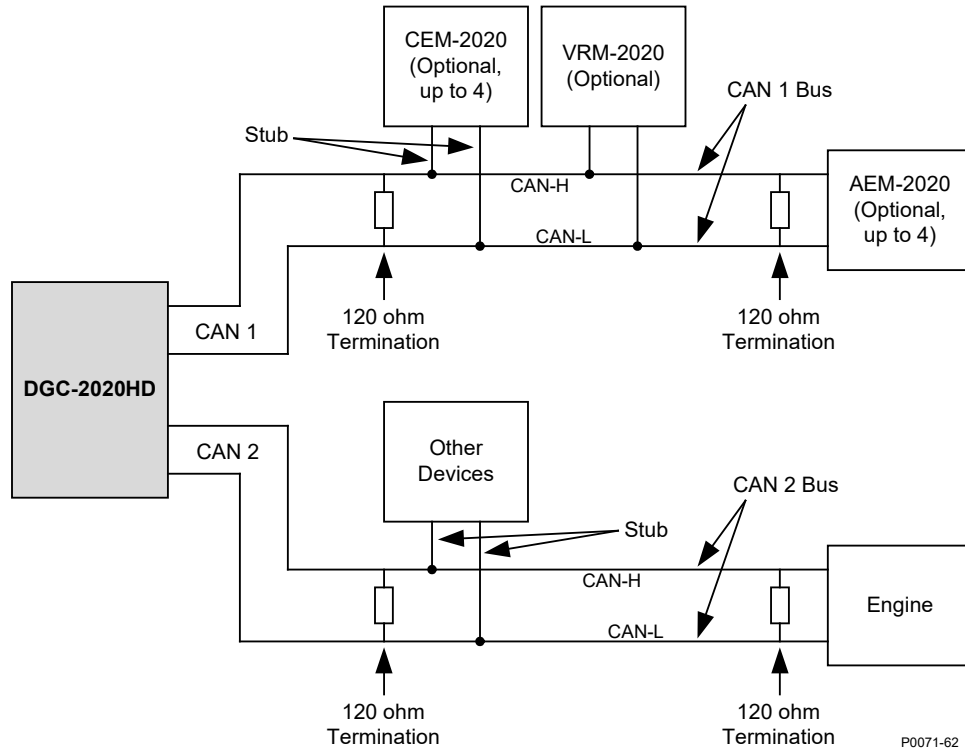 CEM-2020
(Optional,
up to 4)
VRM-2020
(Optional)
CAN 1 Bus
Stub
CAN-H
CAN-L
AEM-2020
(Optional,
up to 4)
120 ohm
Termination
120 ohm
Termination
CAN 1
DGC-2020HD
CAN 2
Other
Devices
CAN 2 Bus
Stub
CAN-H
CAN-L
Engine
120 ohm
Termination
120 ohm
Termination
P0071-62